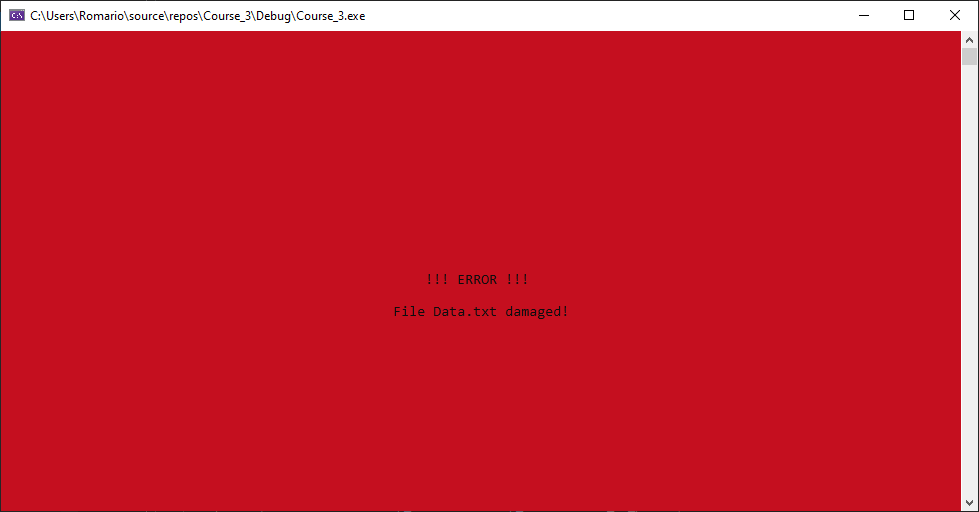 C:\Users\Romario\source\repos\Course_3\Debug\Course_3.exe
!!! ERROR !!!
File Data.txt damaged!